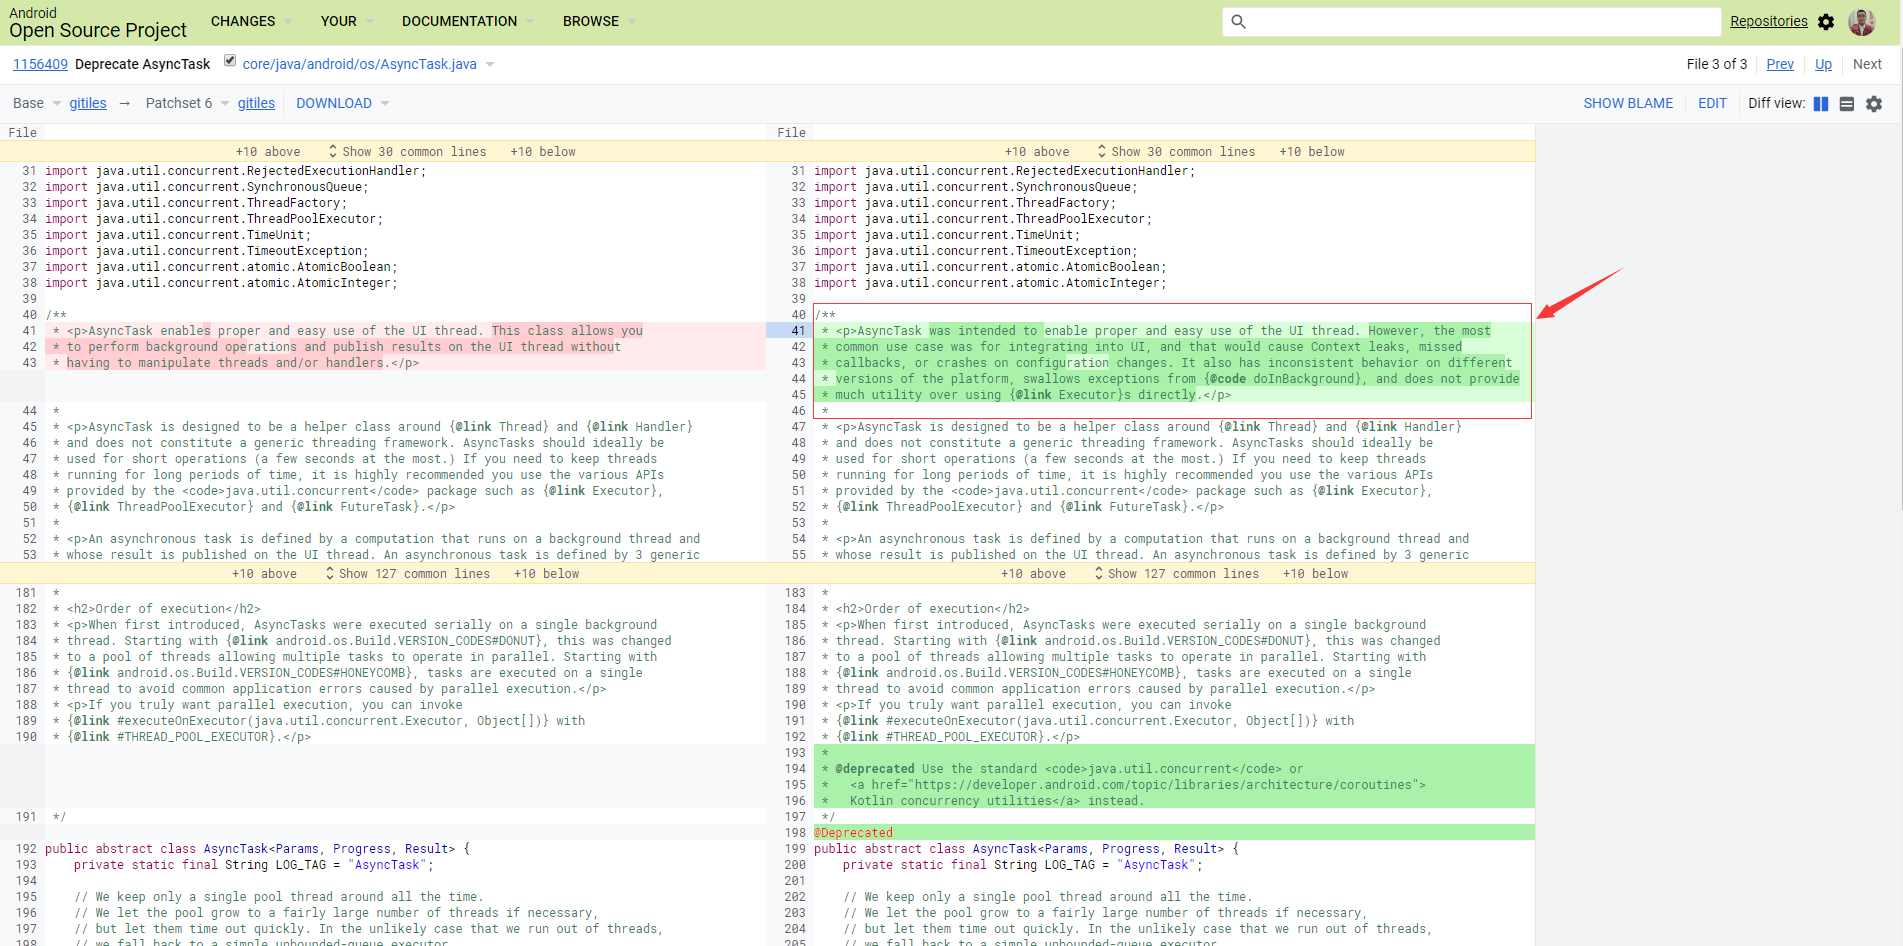 Android
Open Source Project
CHANGES YOUR DOCUMENTATION BROWSE
Repositories
1156409 Deprecate AsyncTask core/java/android/os/AsyncTask.java
File 3 of 3 Prev Up Next
Base gitiles → Patchset 6 gitiles DOWNLOAD
SHOW BLAME EDIT Diff view:
File
+10 above Show 30 common lines +10 below
31 import java.util.concurrent.RejectedExecutionHandler;
32 import java.util.concurrent.SynchronousQueue;
33 import java.util.concurrent.ThreadFactory;
34 import java.util.concurrent.ThreadPoolExecutor;
35 import java.util.concurrent.TimeUnit;
36 import java.util.concurrent.TimeoutException;
37 import java.util.concurrent.atomic.AtomicBoolean;
38 import java.util.concurrent.atomic.AtomicInteger;
39
40 /**
41 * <p>AsyncTask enables proper and easy use of the UI thread. This class allows you
42 * to perform background operations and publish results on the UI thread without
43 * having to manipulate threads and/or handlers.</p>
44 *
45 * <p>AsyncTask is designed to be a helper class around {@link Thread} and {@link Handler}
46 * and does not constitute a generic threading framework. AsyncTasks should ideally be
47 * used for short operations (a few seconds at the most.) If you need to keep threads
48 * running for long periods of time, it is highly recommended you use the various APIs
49 * provided by the <code>java.util.concurrent</code> package such as {@link Executor},
50 * {@link ThreadPoolExecutor} and {@link FutureTask}.</p>
51 *
52 * <p>An asynchronous task is defined by a computation that runs on a background thread and
53 * whose result is published on the UI thread. An asynchronous task is defined by 3 generic
+10 above Show 127 common lines +10 below
181 *
182 * <h2>Order of execution</h2>
183 * <p>When first introduced, AsyncTasks were executed serially on a single background
184 * thread. Starting with {@link android.os.Build.VERSION_CODES#DONUT}, this was changed
185 * to a pool of threads allowing multiple tasks to operate in parallel. Starting with
186 * {@link android.os.Build.VERSION_CODES#HONEYCOMB}, tasks are executed on a single
187 * thread to avoid common application errors caused by parallel execution.</p>
188 * <p>If you truly want parallel execution, you can invoke
189 * {@link #executeOnExecutor(java.util.concurrent.Executor, Object[])} with
190 * {@link #THREAD_POOL_EXECUTOR}.</p>
191 */
192 public abstract class AsyncTask<Params, Progress, Result> {
193 private static final String LOG_TAG = "AsyncTask";
194
195 // We keep only a single pool thread around all the time.
196 // We let the pool grow to a fairly large number of threads if necessary,
197 // but let them time out quickly. In the unlikely case that we run out of threads,
198 // we fall back to a simple unbounded-queue executor.
File
+10 above Show 30 common lines +10 below
31 import java.util.concurrent.RejectedExecutionHandler;
32 import java.util.concurrent.SynchronousQueue;
33 import java.util.concurrent.ThreadFactory;
34 import java.util.concurrent.ThreadPoolExecutor;
35 import java.util.concurrent.TimeUnit;
36 import java.util.concurrent.TimeoutException;
37 import java.util.concurrent.atomic.AtomicBoolean;
38 import java.util.concurrent.atomic.AtomicInteger;
39
40 /**
41 * <p>AsyncTask was intended to enable proper and easy use of the UI thread. However, the most
42 * common use case was for integrating into UI, and that would cause Context leaks, missed
43 * callbacks, or crashes on configuration changes. It also has inconsistent behavior on different
44 * versions of the platform, swallows exceptions from {@code doInBackground}, and does not provide
45 * much utility over using {@link Executor}s directly.</p>
46 *
47 * <p>AsyncTask is designed to be a helper class around {@link Thread} and {@link Handler}
48 * and does not constitute a generic threading framework. AsyncTasks should ideally be
49 * used for short operations (a few seconds at the most.) If you need to keep threads
50 * running for long periods of time, it is highly recommended you use the various APIs
51 * provided by the <code>java.util.concurrent</code> package such as {@link Executor},
52 * {@link ThreadPoolExecutor} and {@link FutureTask}.</p>
53 *
54 * <p>An asynchronous task is defined by a computation that runs on a background thread and
55 * whose result is published on the UI thread. An asynchronous task is defined by 3 generic
+10 above Show 127 common lines +10 below
183 *
184 * <h2>Order of execution</h2>
185 * <p>When first introduced, AsyncTasks were executed serially on a single background
186 * thread. Starting with {@link android.os.Build.VERSION_CODES#DONUT}, this was changed
187 * to a pool of threads allowing multiple tasks to operate in parallel. Starting with
188 * {@link android.os.Build.VERSION_CODES#HONEYCOMB}, tasks are executed on a single
189 * thread to avoid common application errors caused by parallel execution.</p>
190 * <p>If you truly want parallel execution, you can invoke
191 * {@link #executeOnExecutor(java.util.concurrent.Executor, Object[])} with
192 * {@link #THREAD_POOL_EXECUTOR}.</p>
193 *
194 * @deprecated Use the standard <code>java.util.concurrent</code> or
195 * <a href="https://developer.android.com/topic/libraries/architecture/coroutines">
196 * Kotlin concurrency utilities</a> instead.
197 */
198 @Deprecated
199 public abstract class AsyncTask<Params, Progress, Result> {
200 private static final String LOG_TAG = "AsyncTask";
201
202 // We keep only a single pool thread around all the time.
203 // We let the pool grow to a fairly large number of threads if necessary,
204 // but let them time out quickly. In the unlikely case that we run out of threads,
205 // we fall back to a simple unbounded-queue executor.